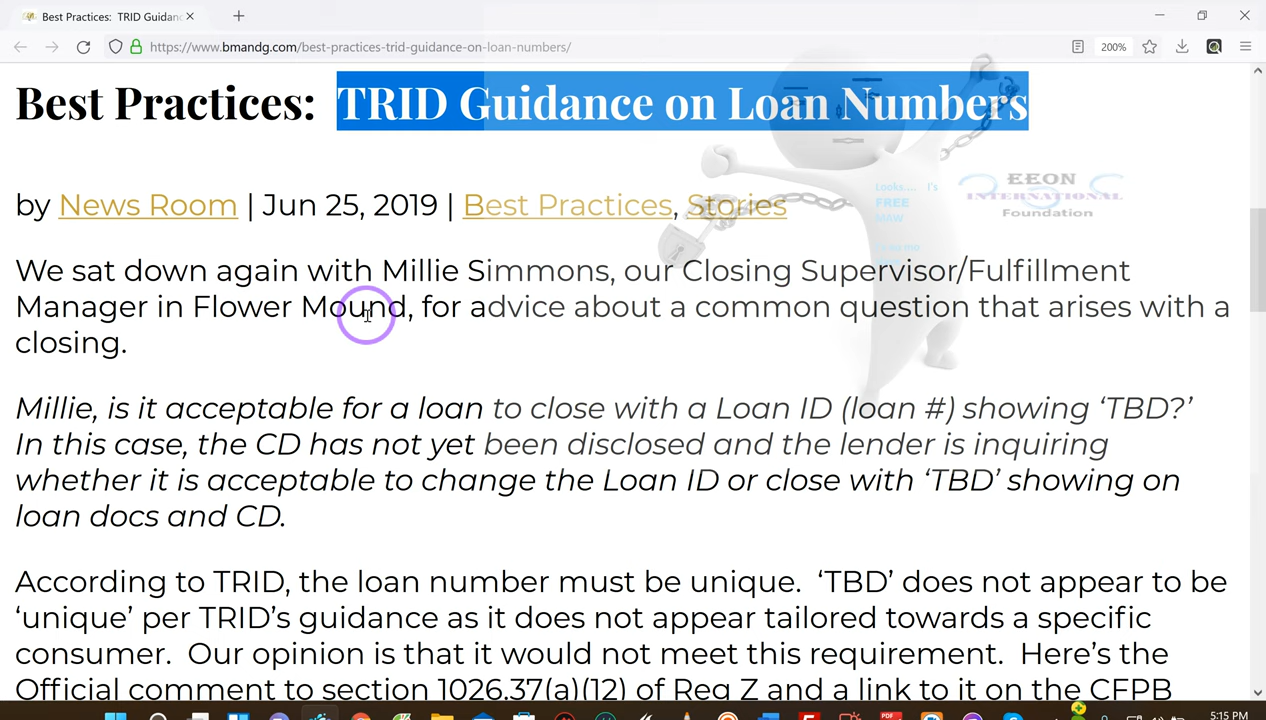 Best Practices: TRID Guidanc
https://www.bmandg.com/best-practices-trid-guidance-on-loan-numbers/
200%
Best Practices: TRID Guidance on Loan Numbers
by News Room | Jun 25, 2019 | Best Practices, Stories
Looks.... I's
FREE
EEON
INTERNATIONAL
Foundation
We sat down again with Millie Simmons, our Closing Supervisor/Fulfillment
Manager in Flower Mound, for advice about a common question that arises with a
closing.
Millie, is it acceptable for a loan to close with a Loan ID (loan #) showing ‘TBD?’
In this case, the CD has not yet been disclosed and the lender is inquiring
whether it is acceptable to change the Loan ID or close with ‘TBD’ showing on
loan docs and CD.
According to TRID, the loan number must be unique. ‘TBD’ does not appear to be
‘unique’ per TRID’s guidance as it does not appear tailored towards a specific
consumer. Our opinion is that it would not meet this requirement. Here’s the
Official comment to section 1026.37(a)(12) of Reg Z and a link to it on the CFPB
5:15 PM